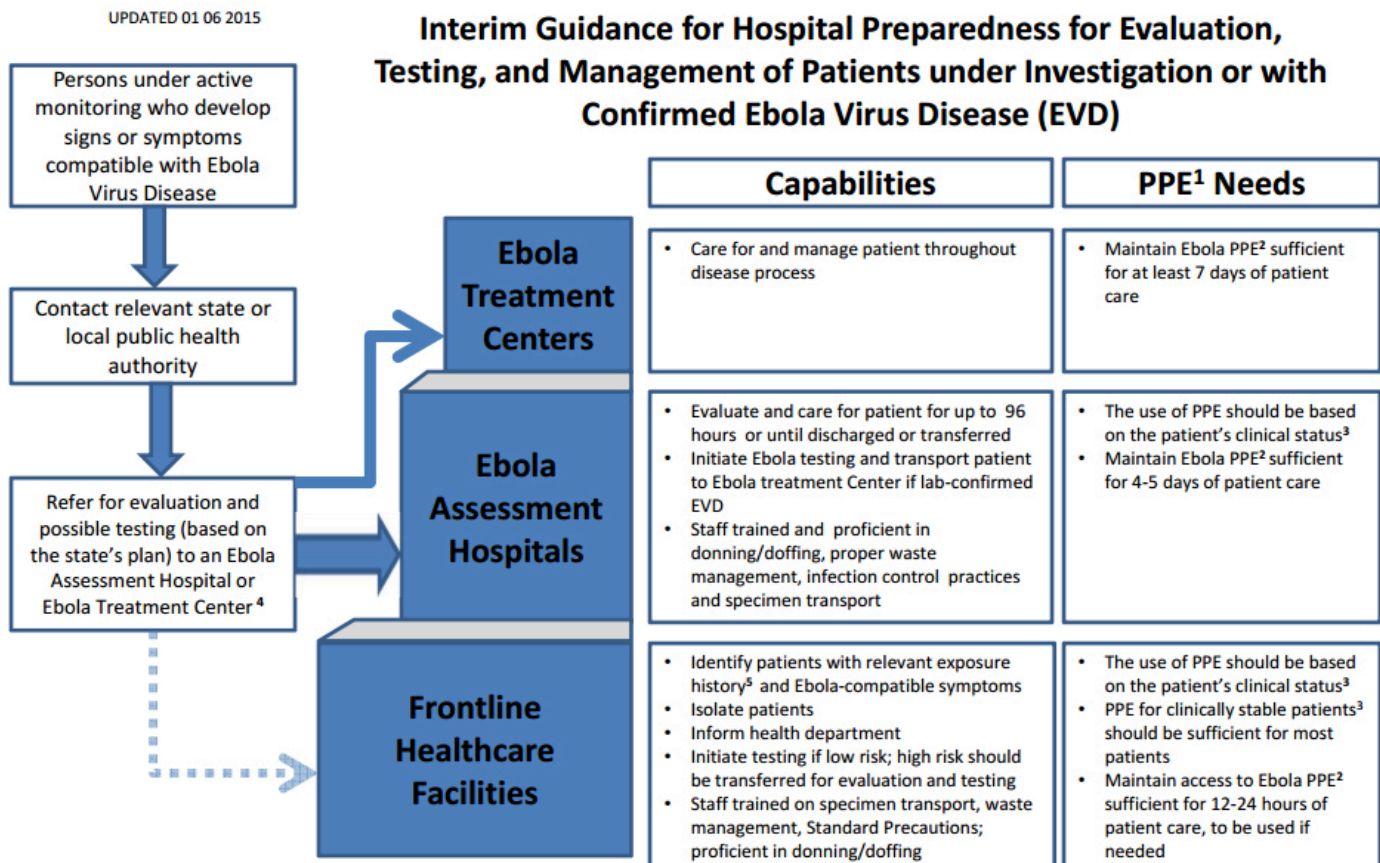 UPDATED 01 06 2015
Interim Guidance for Hospital Preparedness for Evaluation,
Testing, and Management of Patients under Investigation or with
Confirmed Ebola Virus Disease (EVD)
Persons under active
monitoring who develop
signs or symptoms
compatible with Ebola
Virus Disease
Contact relevant state or
local public health
authority
Refer for evaluation and
possible testing (based on
the state's plan) to an Ebola
Assessment Hospital or
Ebola Treatment Center ⁴
Capabilities
PPE¹ Needs
Ebola
Treatment
Centers
• Care for and manage patient throughout
disease process
• Maintain Ebola PPE² sufficient
for at least 7 days of patient
care
Ebola
Assessment
Hospitals
• Evaluate and care for patient for up to 96
hours or until discharged or transferred
• Initiate Ebola testing and transport patient
to Ebola treatment Center if lab-confirmed
EVD
• Staff trained and proficient in
donning/doffing, proper waste
management, infection control practices
and specimen transport
• The use of PPE should be based
on the patient's clinical status³
• Maintain Ebola PPE² sufficient
for 4-5 days of patient care
Frontline
Healthcare
Facilities
• Identify patients with relevant exposure
history⁵ and Ebola-compatible symptoms
• Isolate patients
• Inform health department
• Initiate testing if low risk; high risk should
be transferred for evaluation and testing
• Staff trained on specimen transport, waste
management, Standard Precautions;
proficient in donning/doffing
• The use of PPE should be based
on the patient's clinical status³
• PPE for clinically stable patients³
should be sufficient for most
patients
• Maintain access to Ebola PPE²
sufficient for 12-24 hours of
patient care, to be used if
needed